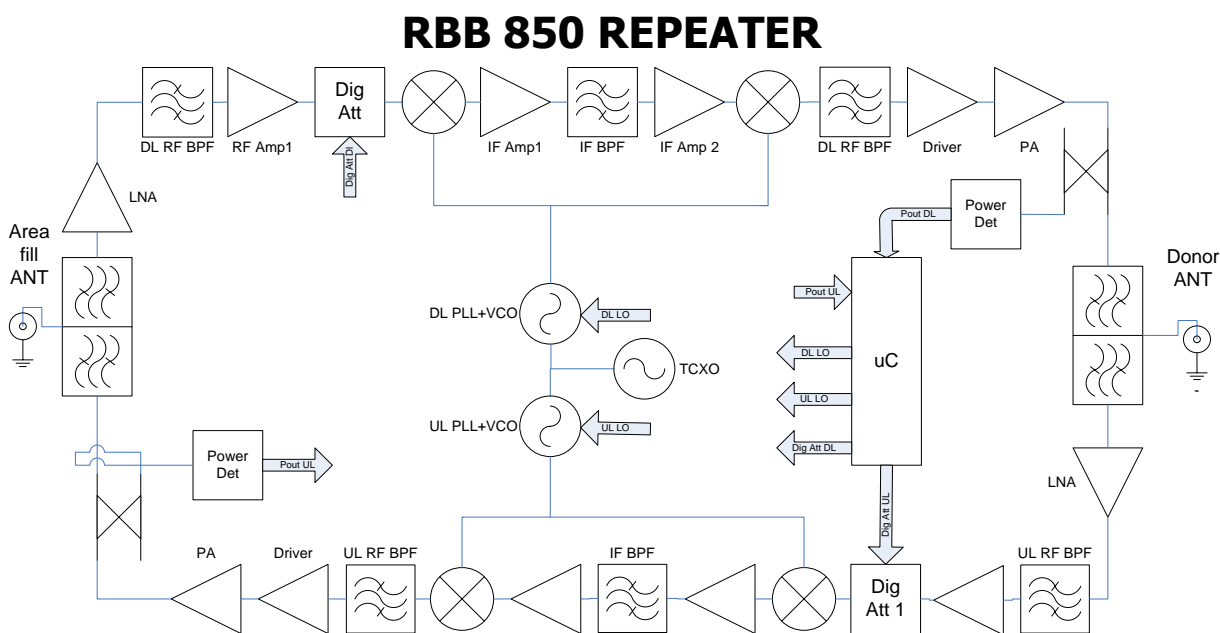 RBB 850 REPEATER
DL RF BPF
RF Amp1
Dig
Att
Dig Att Dl
IF Amp1
IF BPF
IF Amp 2
DL RF BPF
Driver
PA
LNA
Power
Det
Pout DL
Area
fill
ANT
Donor
ANT
DL PLL+VCO
DL LO
TCXO
UL PLL+VCO
UL LO
Pout UL
DL LO
UL LO
Dig Att DL
uC
Dig Att UL
Power
Det
Pout UL
LNA
PA
Driver
UL RF BPF
IF BPF
Dig
Att 1
UL RF BPF